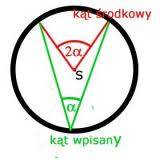 kąt środkowy
2α
S
α
kąt wpisany